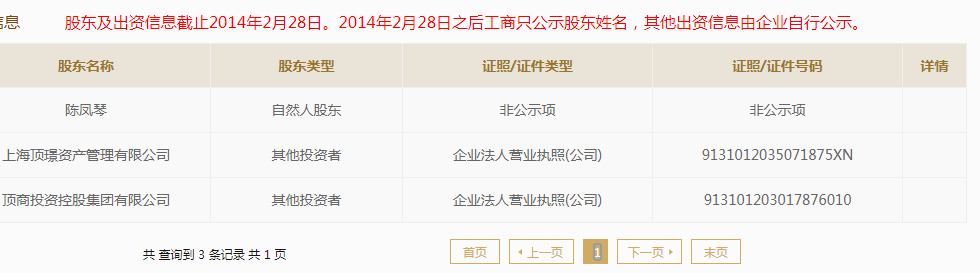 信息 股东及出资信息截止2014年2月28日。2014年2月28日之后工商只公示股东姓名，其他出资信息由企业自行公示。
股东名称 股东类型 证照/证件类型 证照/证件号码 详情
陈凤琴 自然人股东 非公示项 非公示项
上海顶璟资产管理有限公司 其他投资者 企业法人营业执照(公司) 9131012035071875XN
顶商投资控股集团有限公司 其他投资者 企业法人营业执照(公司) 913101203017876010
共 查询到 3 条记录 共 1 页 首页 上一页 1 下一页 末页